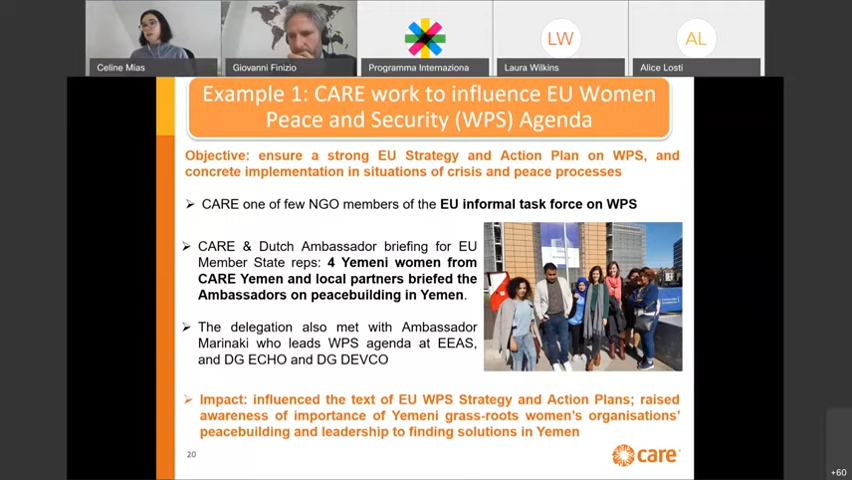 LW
AL
Celine Mias
Giovanni Finizio
Programma Internaziona
Laura Wilkins
Alice Losti
Example 1: CARE work to influence EU Women
Peace and Security (WPS) Agenda
Objective: ensure a strong EU Strategy and Action Plan on WPS, and
concrete implementation in situations of crisis and peace processes
➢ CARE one of few NGO members of the EU informal task force on WPS
➢ CARE & Dutch Ambassador briefing for EU
Member State reps: 4 Yemeni women from
CARE Yemen and local partners briefed the
Ambassadors on peacebuilding in Yemen.
➢ The delegation also met with Ambassador
Marinaki who leads WPS agenda at EEAS,
and DG ECHO and DG DEVCO
➢ Impact: influenced the text of EU WPS Strategy and Action Plans; raised
awareness of importance of Yemeni grass-roots women's organisations'
peacebuilding and leadership to finding solutions in Yemen
20
care
+60